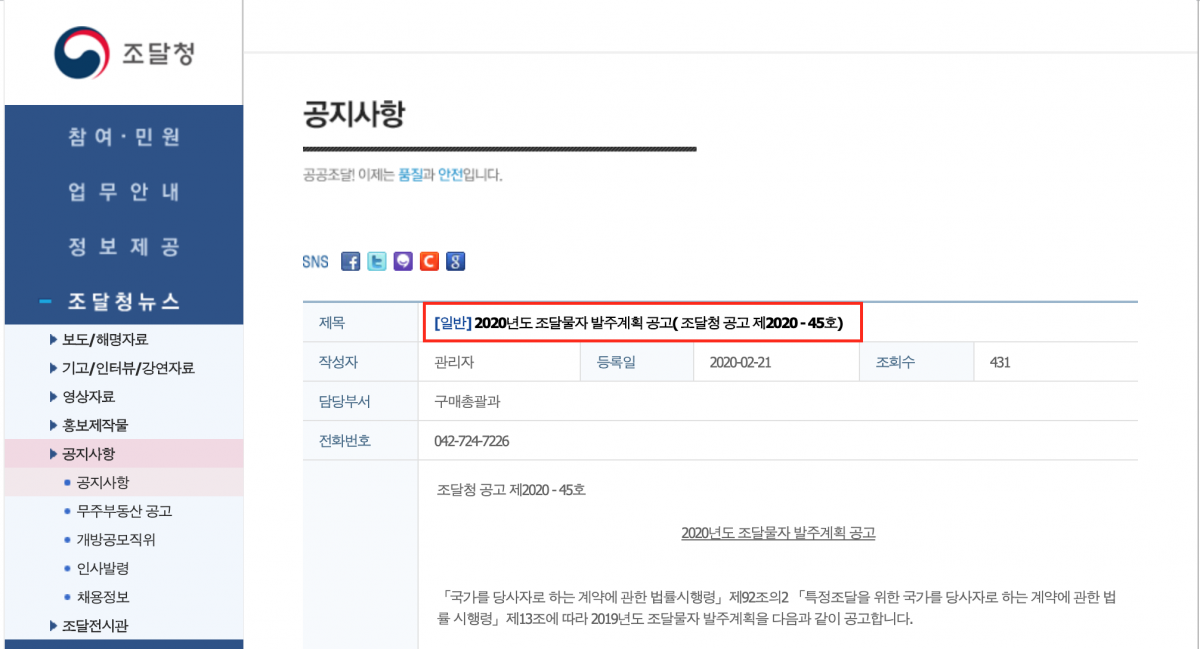 조달청
참여·민원
업무안내
정보제공
조달청뉴스
보도/해명자료
기고/인터뷰/강연자료
영상자료
홍보제작물
공지사항
공지사항
무주부동산 공고
개방공모직위
인사발령
채용정보
조달전시관
공지사항
공공조달! 이제는 품질과 안전입니다.
SNS
제목 [일반] 2020년도 조달물자 발주계획 공고( 조달청 공고 제2020 - 45호)
작성자 관리자 등록일 2020-02-21 조회수 431
담당부서 구매총괄과
전화번호 042-724-7226
조달청 공고 제2020 - 45호
2020년도 조달물자 발주계획 공고
「국가를 당사자로 하는 계약에 관한 법률시행령」제92조의2 「특정조달을 위한 국가를 당사자로 하는 계약에 관한 법
률 시행령」제13조에 따라 2019년도 조달물자 발주계획을 다음과 같이 공고합니다.